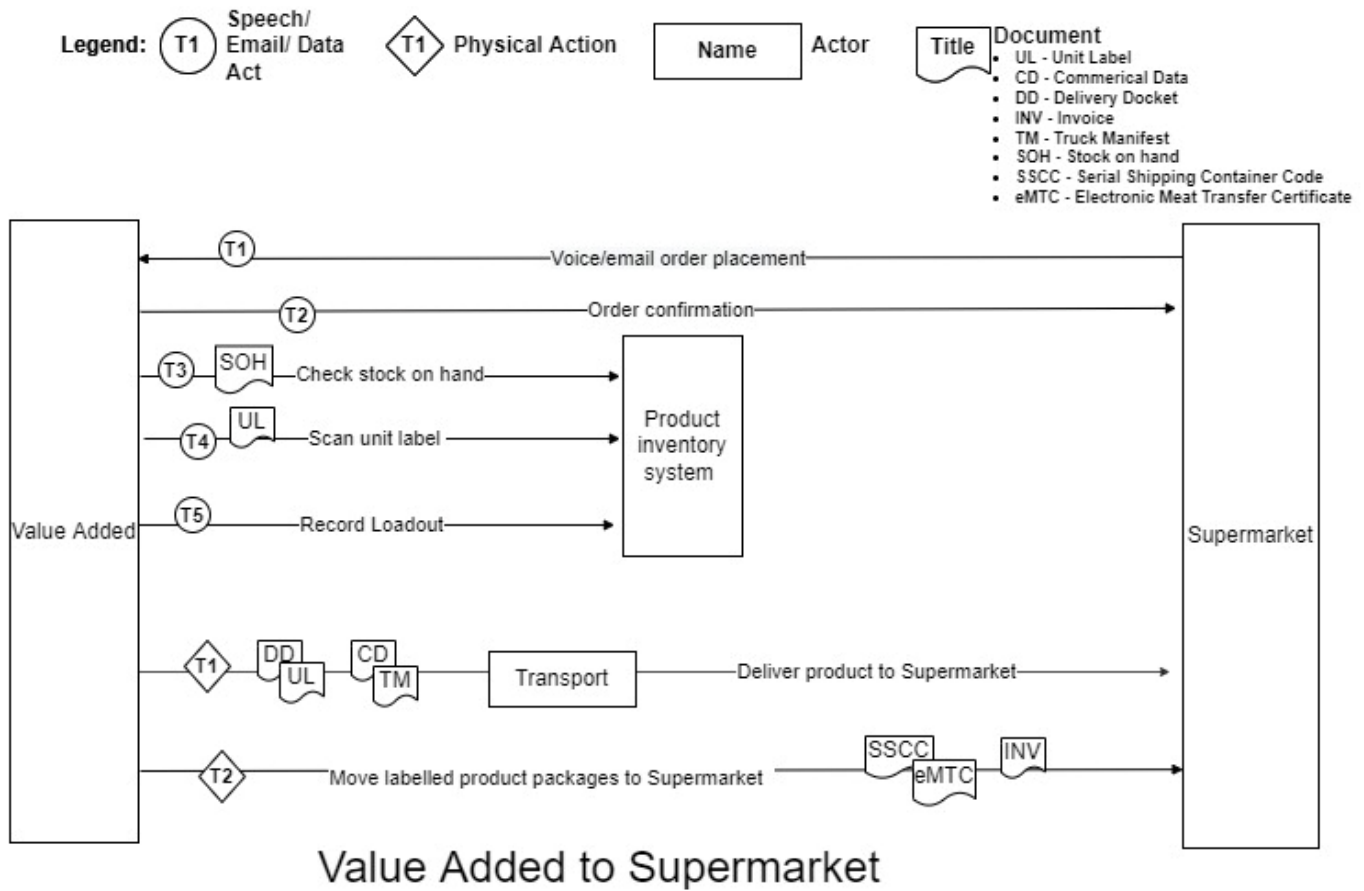 Legend:
T1
Speech/
Email/ Data
Act
T1
Physical Action
Name
Actor
Title
Document
• UL - Unit Label
• CD - Commerical Data
• DD - Delivery Docket
• INV - Invoice
• TM - Truck Manifest
• SOH - Stock on hand
• SSCC - Serial Shipping Container Code
• eMTC - Electronic Meat Transfer Certificate
T1
Voice/email order placement
T2
Order confirmation
T3
SOH
Check stock on hand
T4
UL
Scan unit label
T5
Record Loadout
Product
inventory
system
Value Added
Supermarket
T1
DD
UL
CD
TM
Transport
Deliver product to Supermarket
T2
Move labelled product packages to Supermarket
SSCC
eMTC
INV
Value Added to Supermarket